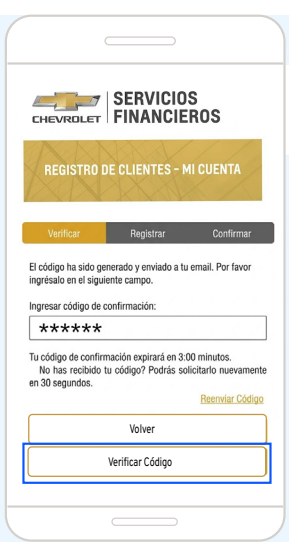 CHEVROLET
SERVICIOS
FINANCIEROS
REGISTRO DE CLIENTES - MI CUENTA
Verificar Registrar Confirmar
El código ha sido generado y enviado a tu email. Por favor
ingrésalo en el siguiente campo.
Ingresar código de confirmación:
******
Tu código de confirmación expirará en 3:00 minutos.
No has recibido tu código? Podrás solicitarlo nuevamente
en 30 segundos.
Reenviar Código
Volver
Verificar Código